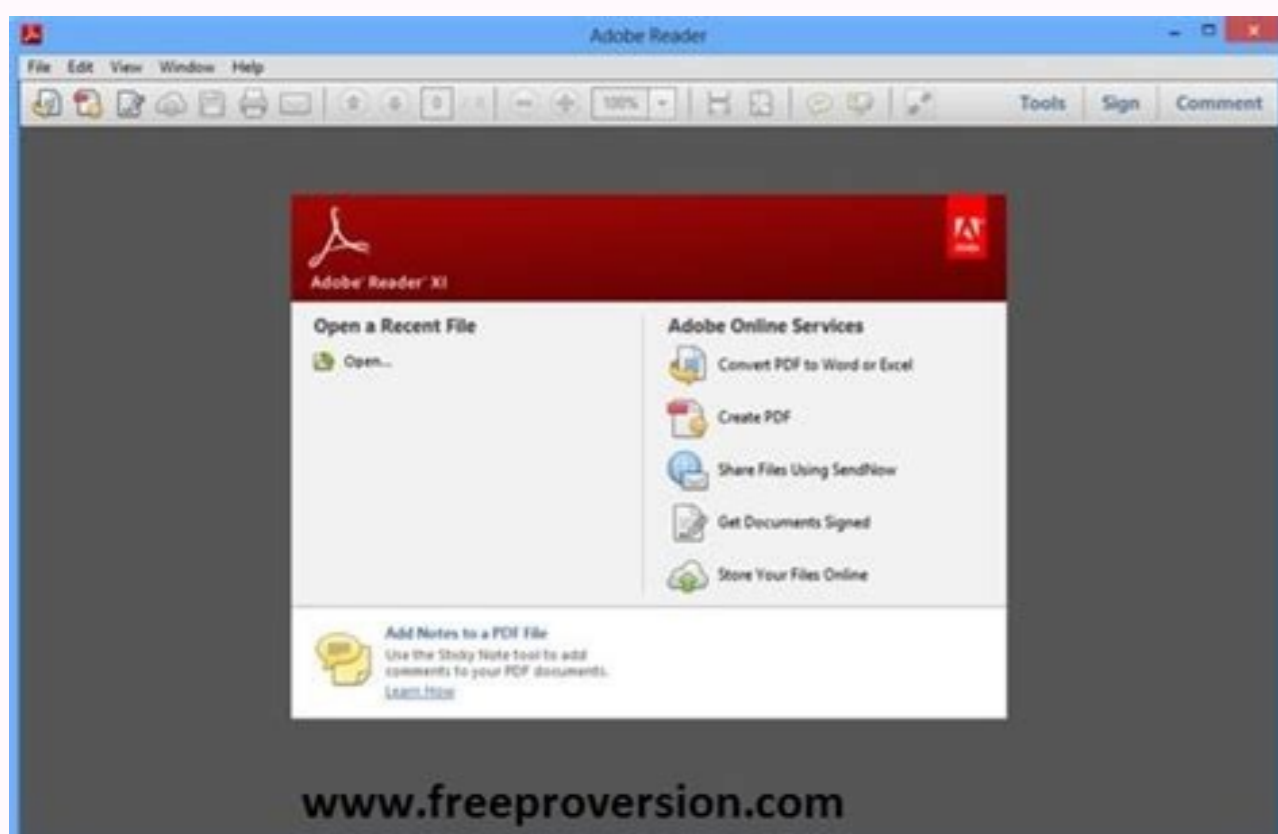 Adobe Reader
File Edit View Window Help
0 / 0 100% Tools Sign Comment
Adobe
Adobe® Reader® XI
Open a Recent File
Open...
Adobe Online Services
Convert PDF to Word or Excel
Create PDF
Share Files Using SendNow
Get Documents Signed
Store Your Files Online
Add Notes to a PDF File
Use the Sticky Note tool to add
comments to your PDF documents.
Learn How
www.freeproversion.com